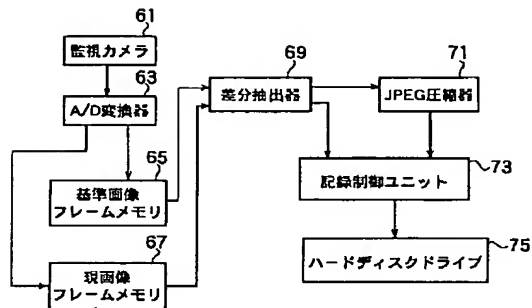 61
監視カメラ
63
A/D変換器
65
基準画像
フレームメモリ
67
現画像
フレームメモリ
69
差分抽出器
71
JPEG圧縮器
73
記録制御ユニット
75
ハードディスクドライブ